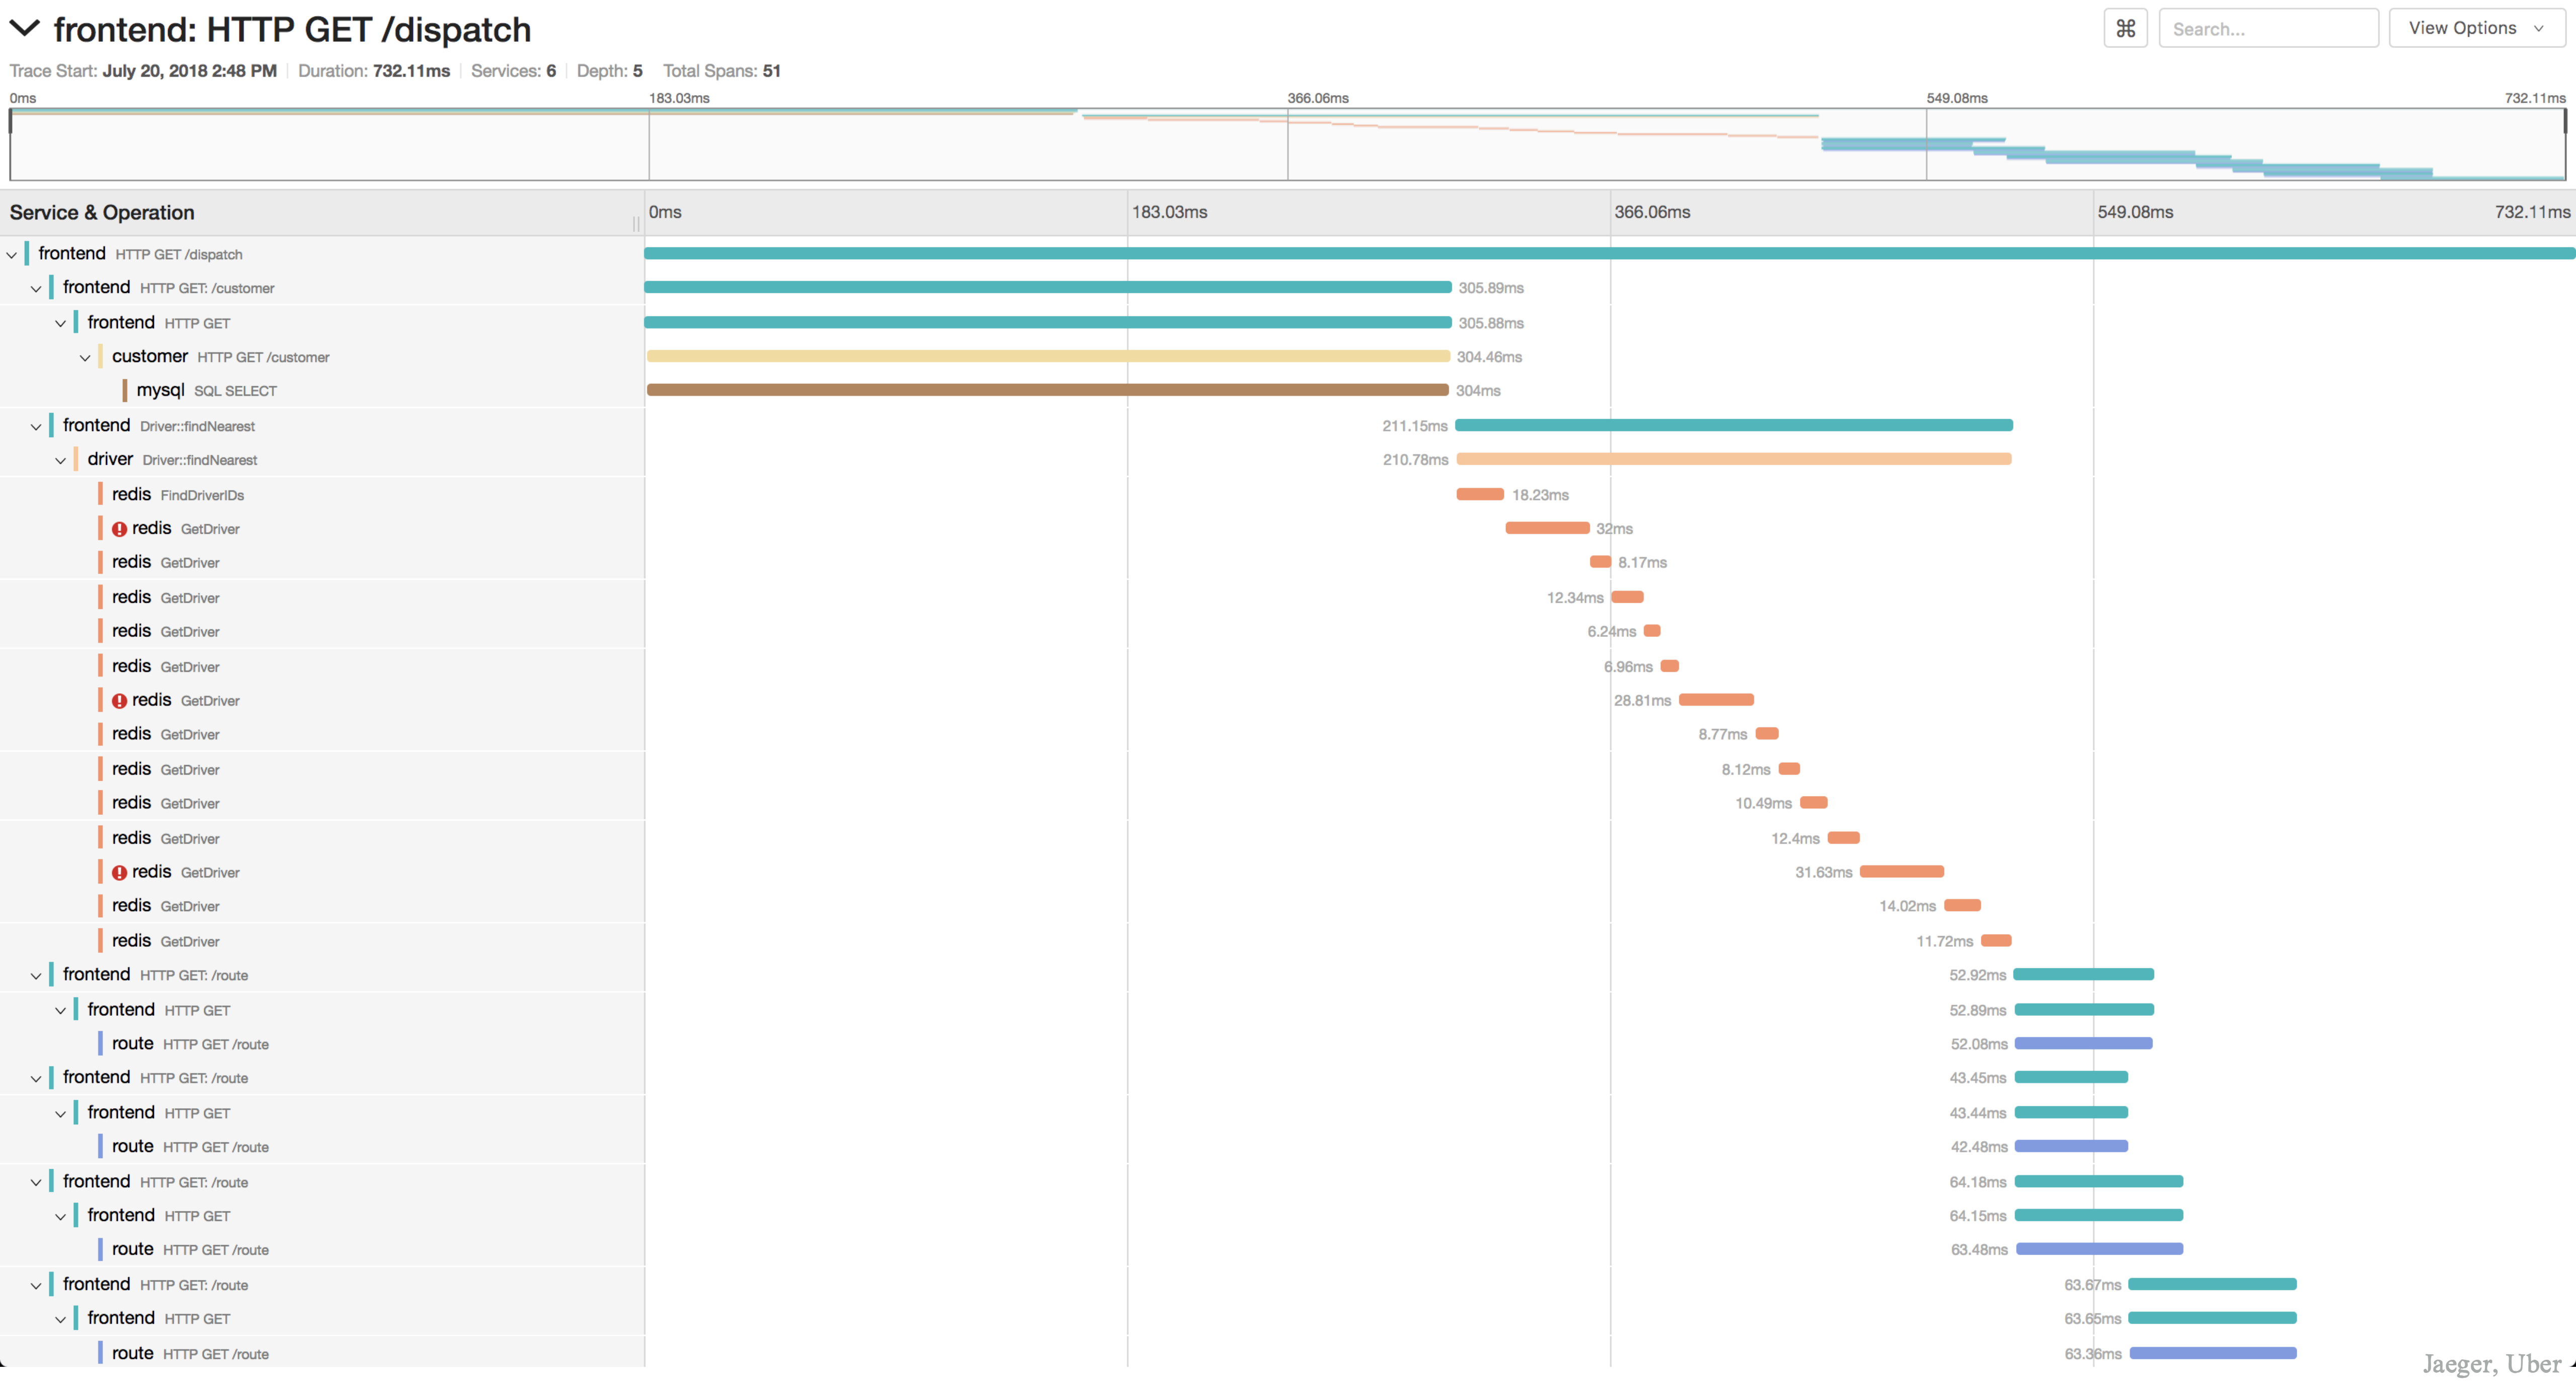 frontend: HTTP GET /dispatch
⌘ Search... View Options
Trace Start: July 20, 2018 2:48 PM Duration: 732.11ms Services: 6 Depth: 5 Total Spans: 51
0ms 183.03ms 366.06ms 549.08ms 732.11ms
Service & Operation 0ms 183.03ms 366.06ms 549.08ms 732.11ms
frontend HTTP GET /dispatch
frontend HTTP GET: /customer 305.89ms
frontend HTTP GET 305.88ms
customer HTTP GET /customer 304.46ms
mysql SQL SELECT 304ms
frontend Driver::findNearest 211.15ms
driver Driver::findNearest 210.78ms
redis FindDriverIDs 18.23ms
redis GetDriver 32ms
redis GetDriver 8.17ms
redis GetDriver 12.34ms
redis GetDriver 6.24ms
redis GetDriver 6.96ms
redis GetDriver 28.81ms
redis GetDriver 8.77ms
redis GetDriver 8.12ms
redis GetDriver 10.49ms
redis GetDriver 12.4ms
redis GetDriver 31.63ms
redis GetDriver 14.02ms
redis GetDriver 11.72ms
frontend HTTP GET: /route 52.92ms
frontend HTTP GET 52.89ms
route HTTP GET /route 52.08ms
frontend HTTP GET: /route 43.45ms
frontend HTTP GET 43.44ms
route HTTP GET /route 42.48ms
frontend HTTP GET: /route 64.18ms
frontend HTTP GET 64.15ms
route HTTP GET /route 63.48ms
frontend HTTP GET: /route 63.67ms
frontend HTTP GET 63.65ms
route HTTP GET /route 63.36ms
Jaeger, Uber